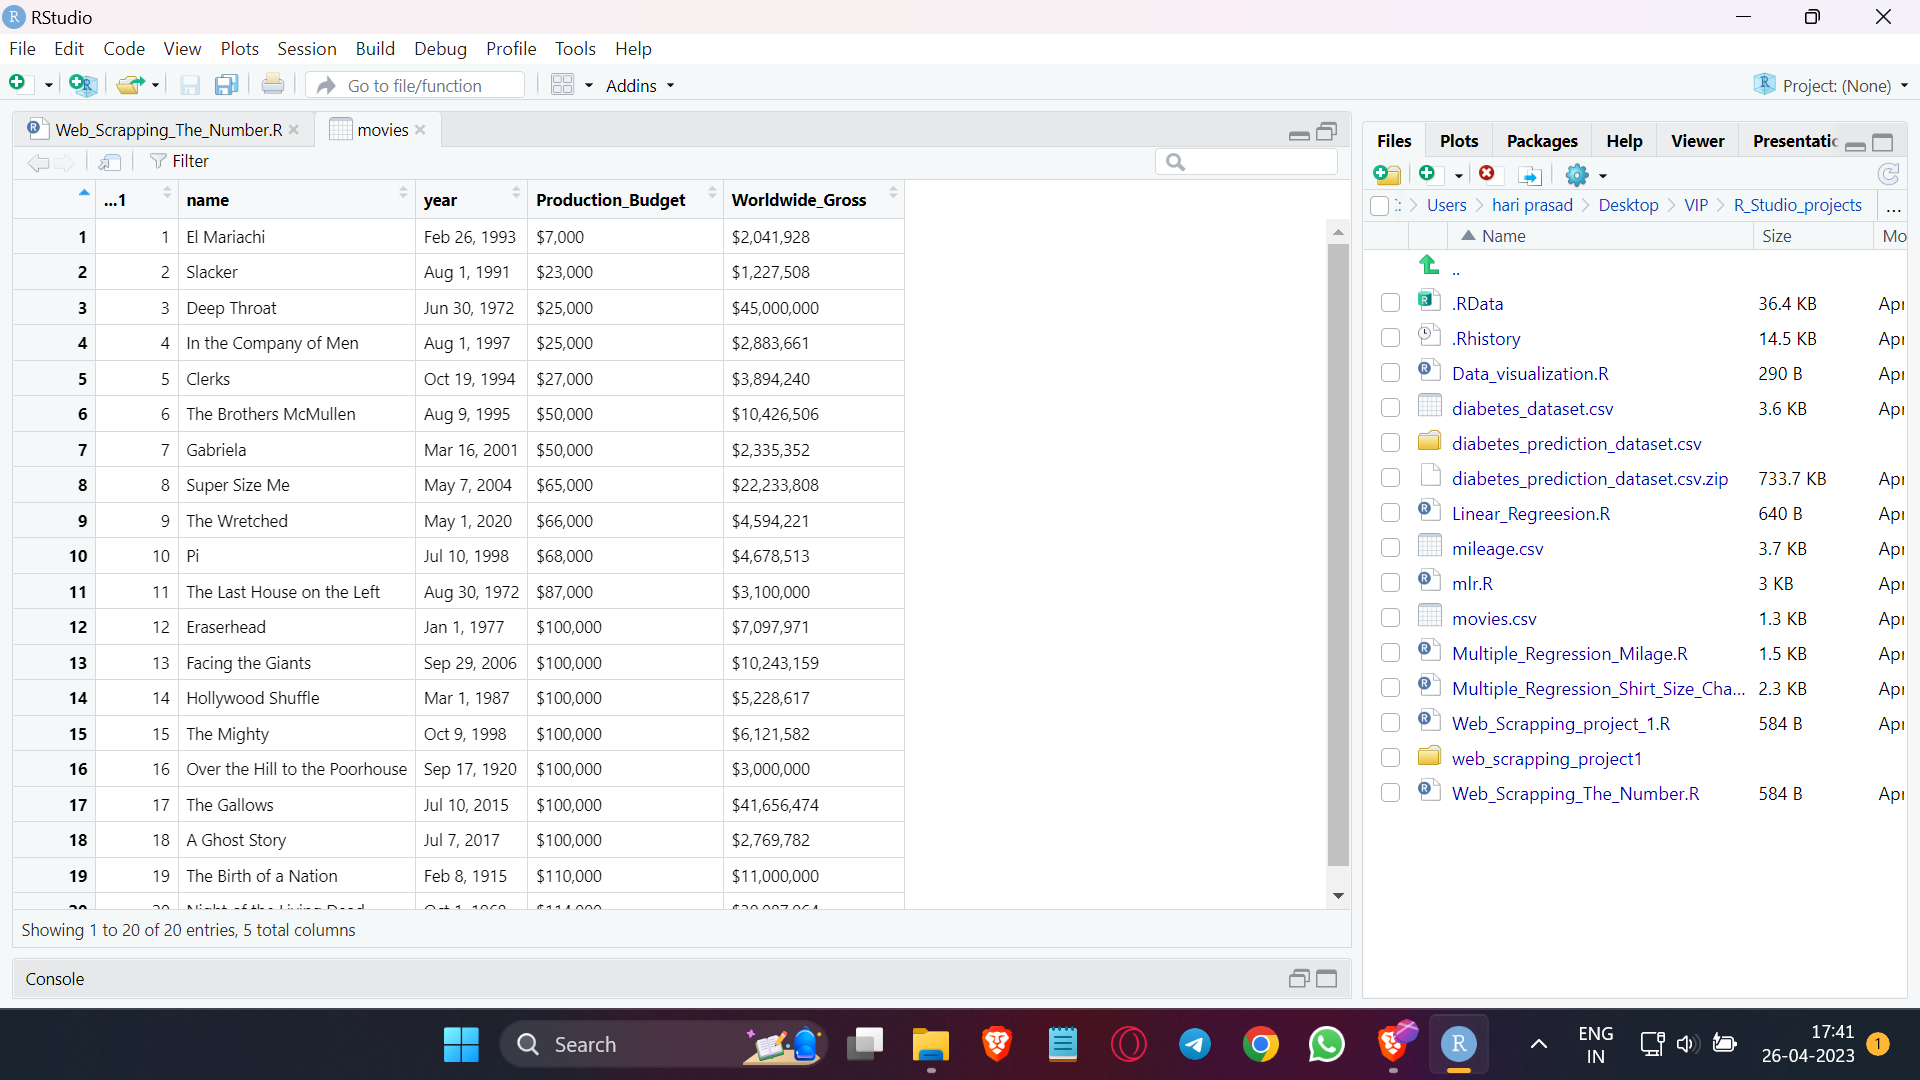 RStudio
File Edit Code View Plots Session Build Debug Profile Tools Help
Go to file/function Addins Project: (None)
Web_Scrapping_The_Number.R movies
Filter
...1 name year Production_Budget Worldwide_Gross
1 1 El Mariachi Feb 26, 1993 $7,000 $2,041,928
2 2 Slacker Aug 1, 1991 $23,000 $1,227,508
3 3 Deep Throat Jun 30, 1972 $25,000 $45,000,000
4 4 In the Company of Men Aug 1, 1997 $25,000 $2,883,661
5 5 Clerks Oct 19, 1994 $27,000 $3,894,240
6 6 The Brothers McMullen Aug 9, 1995 $50,000 $10,426,506
7 7 Gabriela Mar 16, 2001 $50,000 $2,335,352
8 8 Super Size Me May 7, 2004 $65,000 $22,233,808
9 9 The Wretched May 1, 2020 $66,000 $4,594,221
10 10 Pi Jul 10, 1998 $68,000 $4,678,513
11 11 The Last House on the Left Aug 30, 1972 $87,000 $3,100,000
12 12 Eraserhead Jan 1, 1977 $100,000 $7,097,971
13 13 Facing the Giants Sep 29, 2006 $100,000 $10,243,159
14 14 Hollywood Shuffle Mar 1, 1987 $100,000 $5,228,617
15 15 The Mighty Oct 9, 1998 $100,000 $6,121,582
16 16 Over the Hill to the Poorhouse Sep 17, 1920 $100,000 $3,000,000
17 17 The Gallows Jul 10, 2015 $100,000 $41,656,474
18 18 A Ghost Story Jul 7, 2017 $100,000 $2,769,782
19 19 The Birth of a Nation Feb 8, 1915 $110,000 $11,000,000
20 20 Night of the Living Dead Oct 1, 1968 $114,000
Showing 1 to 20 of 20 entries, 5 total columns
Console
Files Plots Packages Help Viewer Presentatic
Users hari prasad Desktop VIP R_Studio_projects ...
Name Size Mo
..
.RData 36.4 KB Apr
.Rhistory 14.5 KB Apr
Data_visualization.R 290 B Apr
diabetes_dataset.csv 3.6 KB Apr
diabetes_prediction_dataset.csv
diabetes_prediction_dataset.csv.zip 733.7 KB Apr
Linear_Regreesion.R 640 B Apr
mileage.csv 3.7 KB Apr
mlr.R 3 KB Apr
movies.csv 1.3 KB Apr
Multiple_Regression_Milage.R 1.5 KB Apr
Multiple_Regression_Shirt_Size_Cha... 2.3 KB Apr
Web_Scrapping_project_1.R 584 B Apr
web_scrapping_project1
Web_Scrapping_The_Number.R 584 B Apr
Search
ENG
IN
17:41
26-04-2023
1